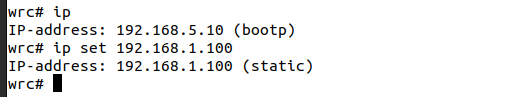 wrc# ip
IP-address: 192.168.5.10 (bootp)
wrc# ip set 192.168.1.100
IP-address: 192.168.1.100 (static)
wrc#